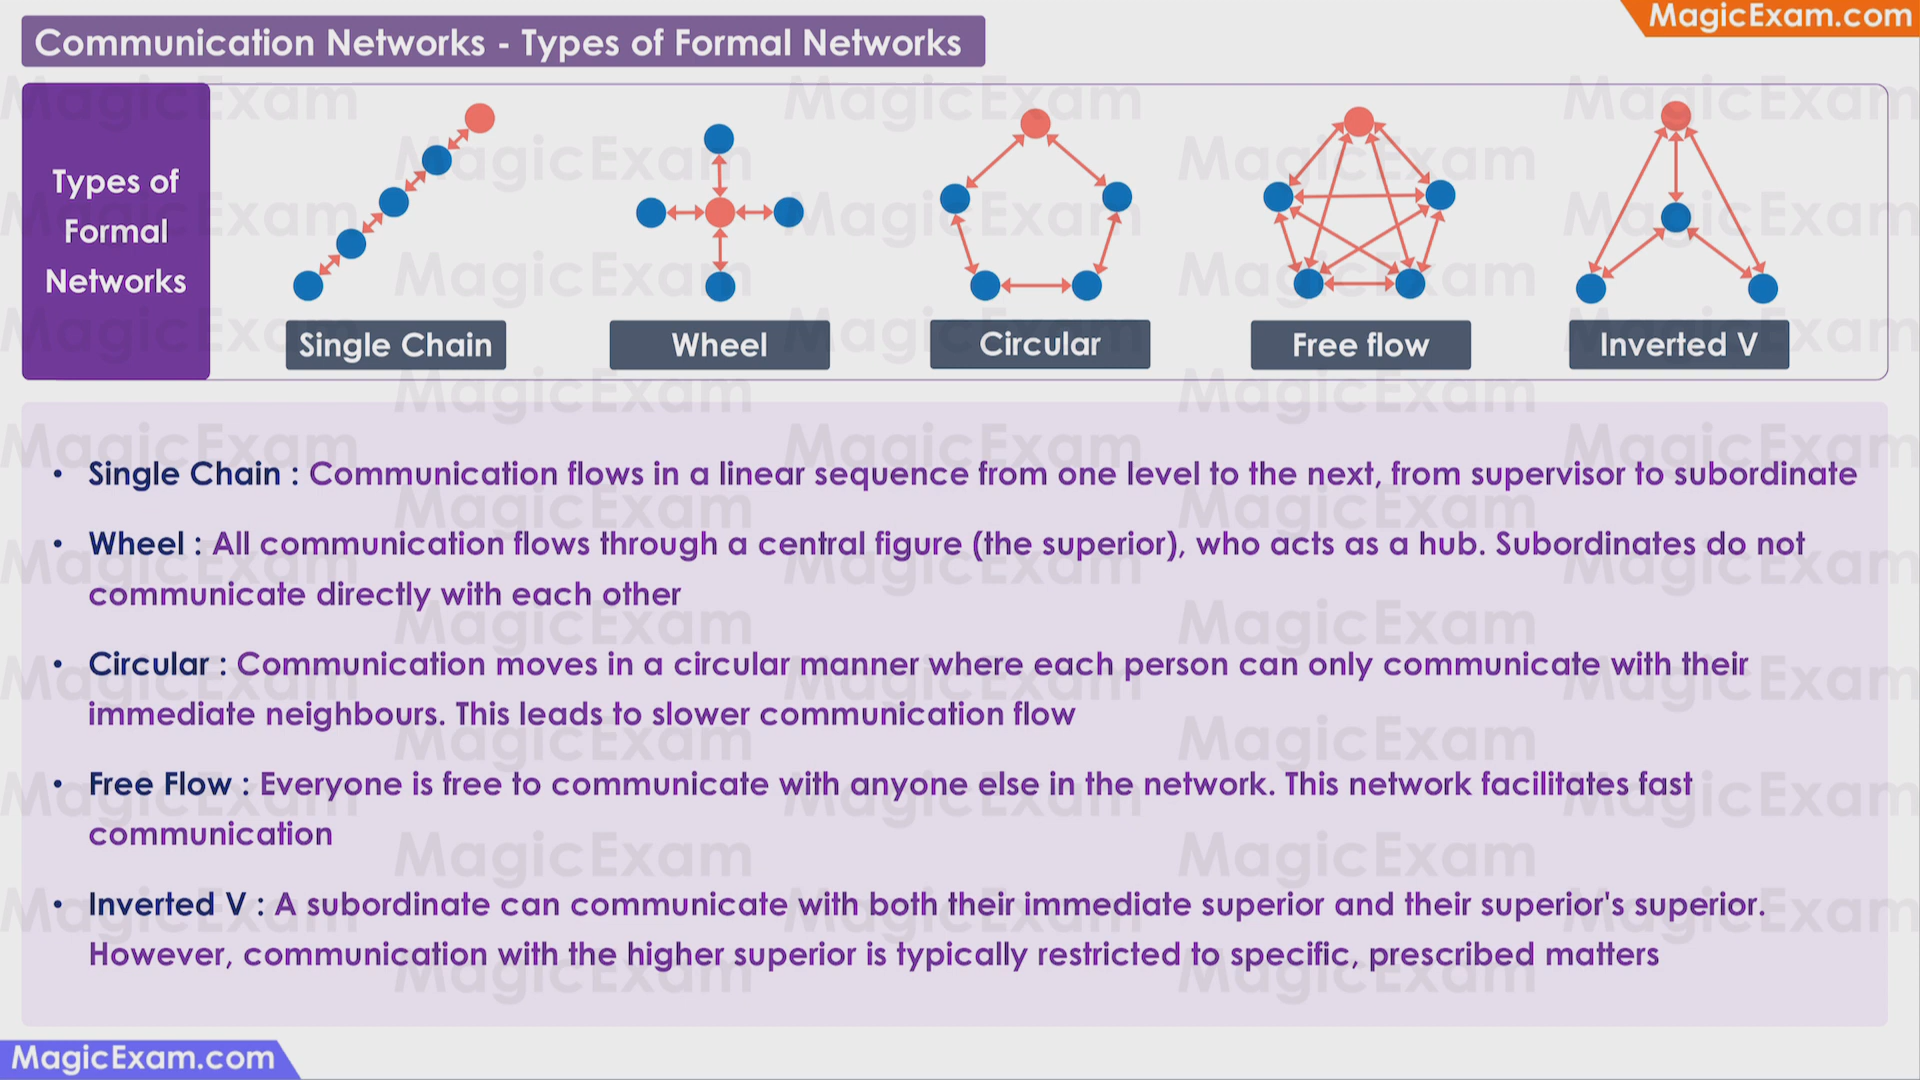 MagicExam.com
Communication Networks - Types of Formal Networks
Types of
Formal
Networks
Single Chain
Wheel
Circular
Free flow
Inverted V
• Single Chain : Communication flows in a linear sequence from one level to the next, from supervisor to subordinate
• Wheel : All communication flows through a central figure (the superior), who acts as a hub. Subordinates do not
communicate directly with each other
• Circular : Communication moves in a circular manner where each person can only communicate with their
immediate neighbours. This leads to slower communication flow
• Free Flow : Everyone is free to communicate with anyone else in the network. This network facilitates fast
communication
• Inverted V : A subordinate can communicate with both their immediate superior and their superior's superior.
However, communication with the higher superior is typically restricted to specific, prescribed matters
MagicExam.com